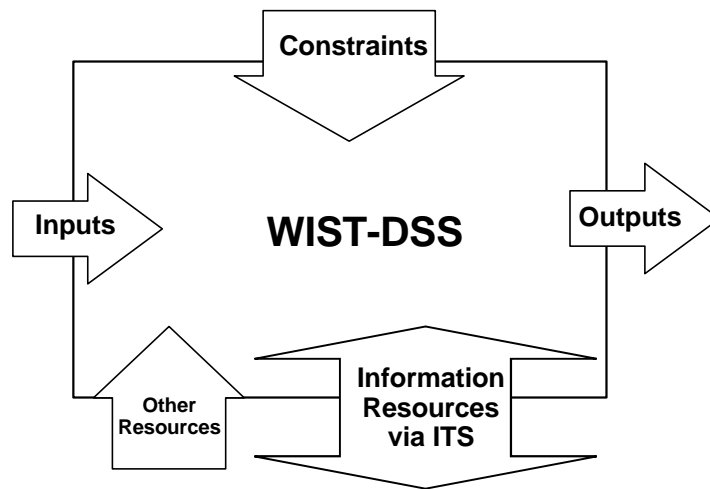 Constraints
Inputs
WIST-DSS
Outputs
Other
Resources
Information
Resources
via ITS